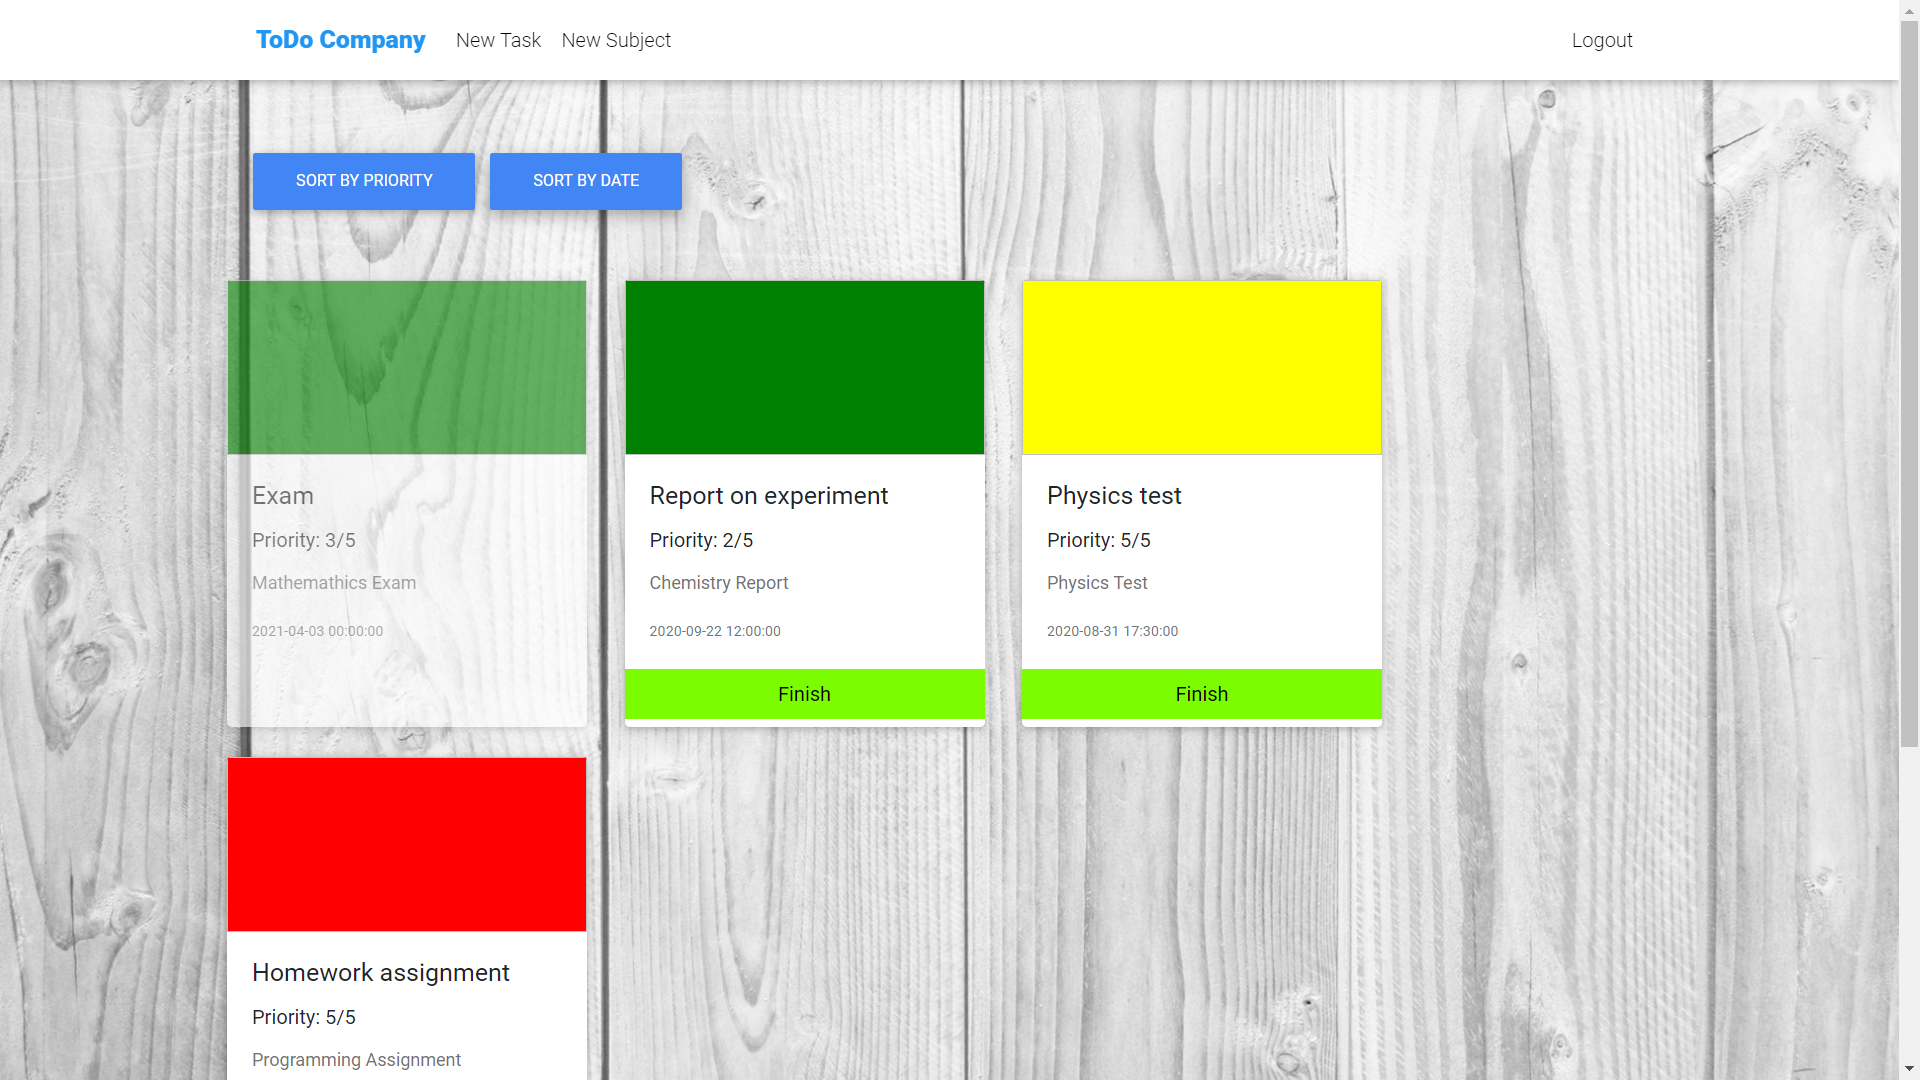 ToDo Company New Task New Subject Logout
SORT BY PRIORITY SORT BY DATE
Exam
Priority: 3/5
Mathemathics Exam
2021-04-03 00:00:00
Report on experiment
Priority: 2/5
Chemistry Report
2020-09-22 12:00:00
Finish
Physics test
Priority: 5/5
Physics Test
2020-08-31 17:30:00
Finish
Homework assignment
Priority: 5/5
Programming Assignment